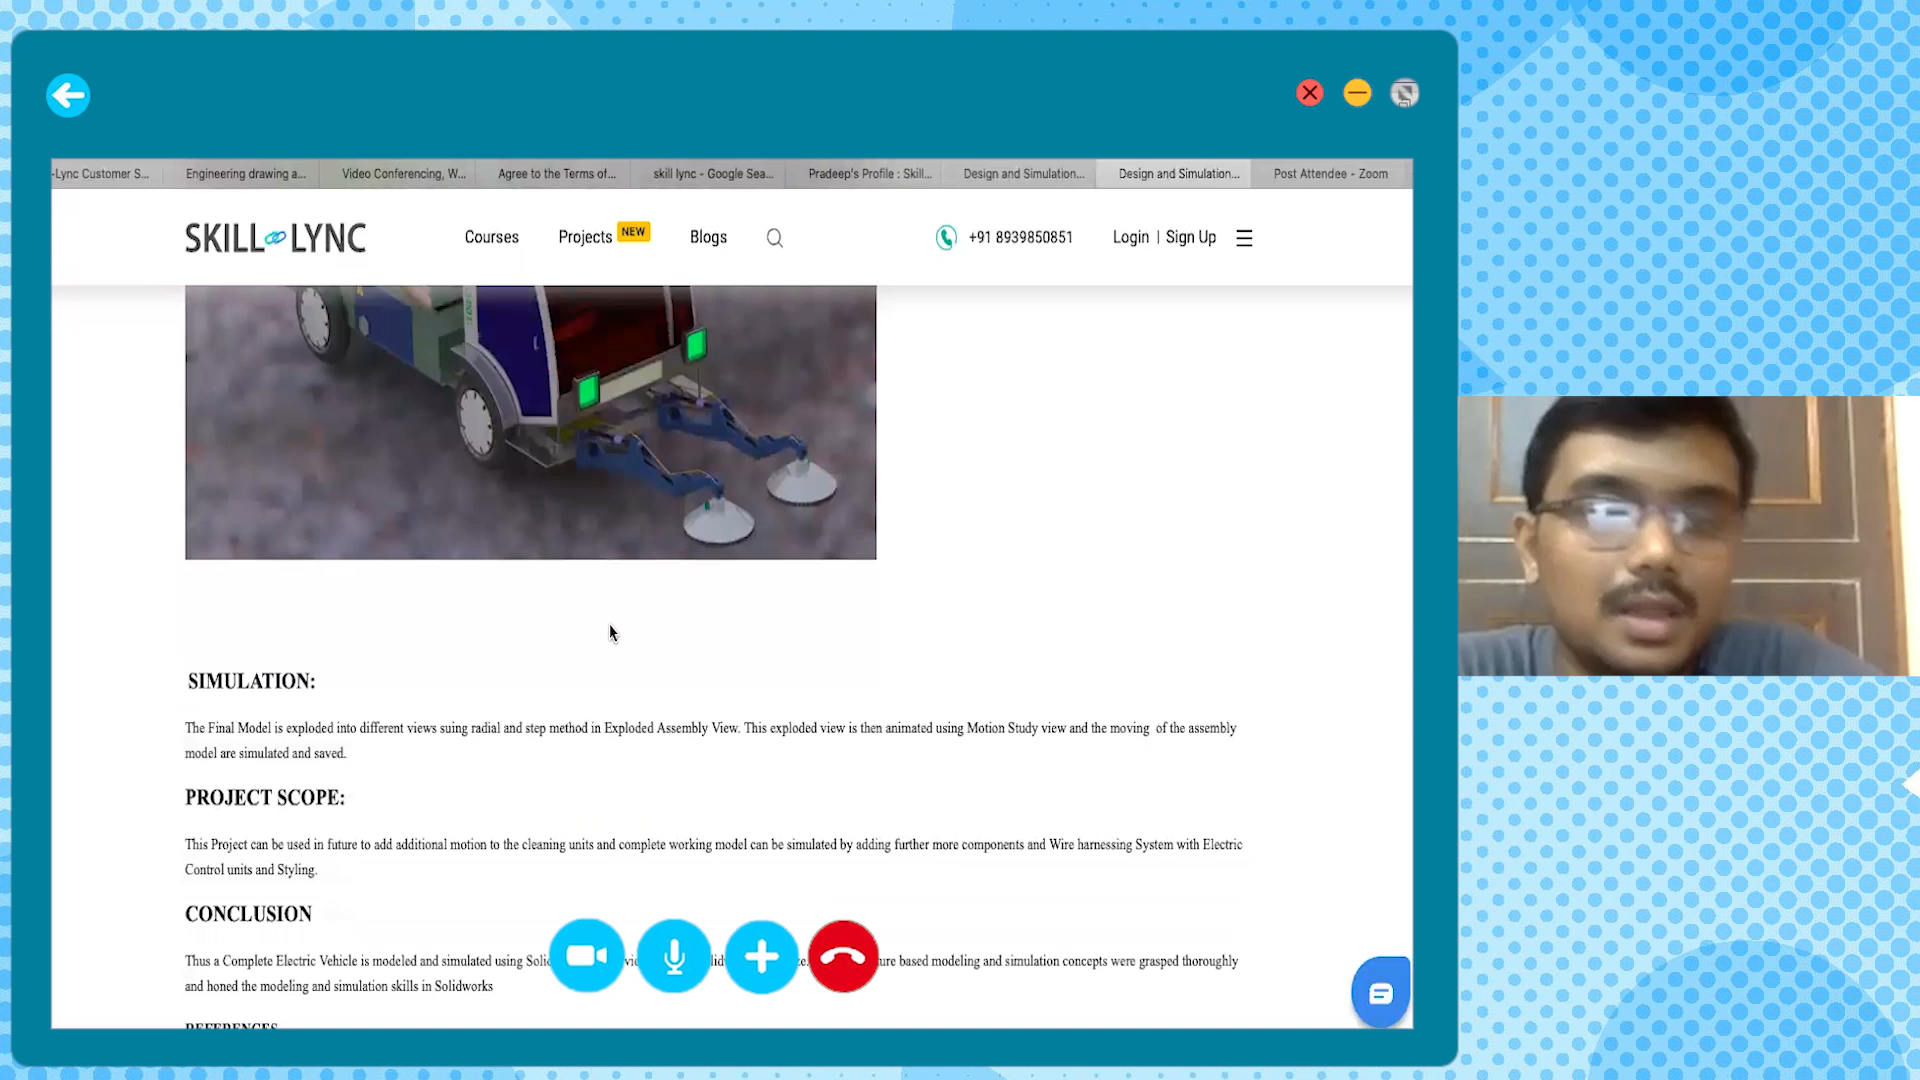 -Lync Customer S...
Engineering drawing a...
Video Conferencing, W...
Agree to the Terms of...
skill lync - Google Sea...
Pradeep's Profile : Skill...
Design and Simulation...
Design and Simulation...
Post Attendee - Zoom
SKILL LYNC
Courses
Projects NEW
Blogs
+91 8939850851
Login | Sign Up
SIMULATION:
The Final Model is exploded into different views suing radial and step method in Exploded Assembly View. This exploded view is then animated using Motion Study view and the moving of the assembly
model are simulated and saved.
PROJECT SCOPE:
This Project can be used in future to add additional motion to the cleaning units and complete working model can be simulated by adding further more components and Wire harnessing System with Electric
Control units and Styling.
CONCLUSION
Thus a Complete Electric Vehicle is modeled and simulated using based modeling and simulation concepts were grasped thoroughly
and honed the modeling and simulation skills in Solidworks
REFERENCES